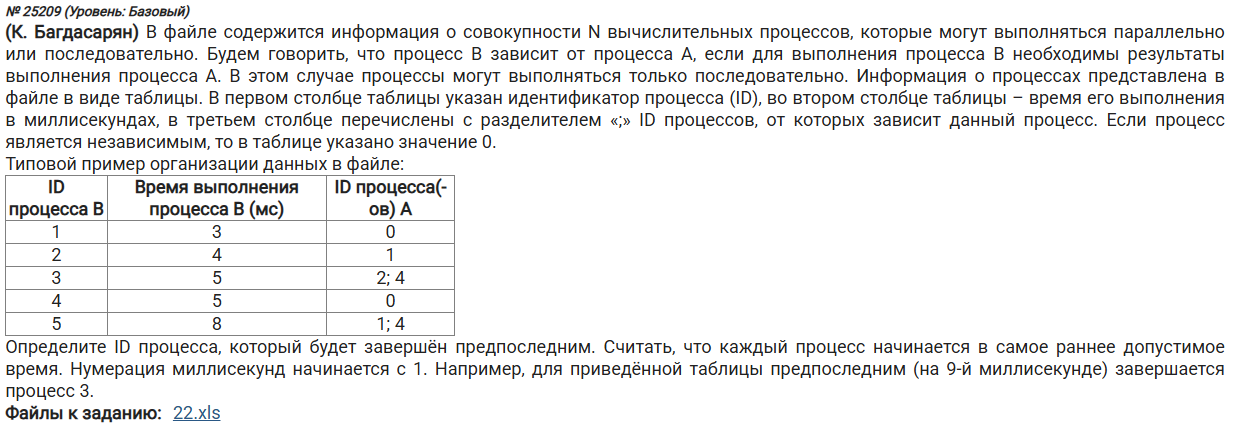 № 25209 (Уровень: Базовый)
(К. Багдасарян) В файле содержится информация о совокупности N вычислительных процессов, которые могут выполняться параллельно
или последовательно. Будем говорить, что процесс B зависит от процесса A, если для выполнения процесса B необходимы результаты
выполнения процесса A. В этом случае процессы могут выполняться только последовательно. Информация о процессах представлена в
файле в виде таблицы. В первом столбце таблицы указан идентификатор процесса (ID), во втором столбце таблицы – время его выполнения
в миллисекундах, в третьем столбце перечислены с разделителем «;» ID процессов, от которых зависит данный процесс. Если процесс
является независимым, то в таблице указано значение 0.
Типовой пример организации данных в файле:
ID Время выполнения ID процесса(-
процесса B процесса B (мс) ов) A
1 3 0
2 4 1
3 5 2; 4
4 5 0
5 8 1; 4
Определите ID процесса, который будет завершён предпоследним. Считать, что каждый процесс начинается в самое раннее допустимое
время. Нумерация миллисекунд начинается с 1. Например, для приведённой таблицы предпоследним (на 9-й миллисекунде) завершается
процесс 3.
Файлы к заданию: 22.xls